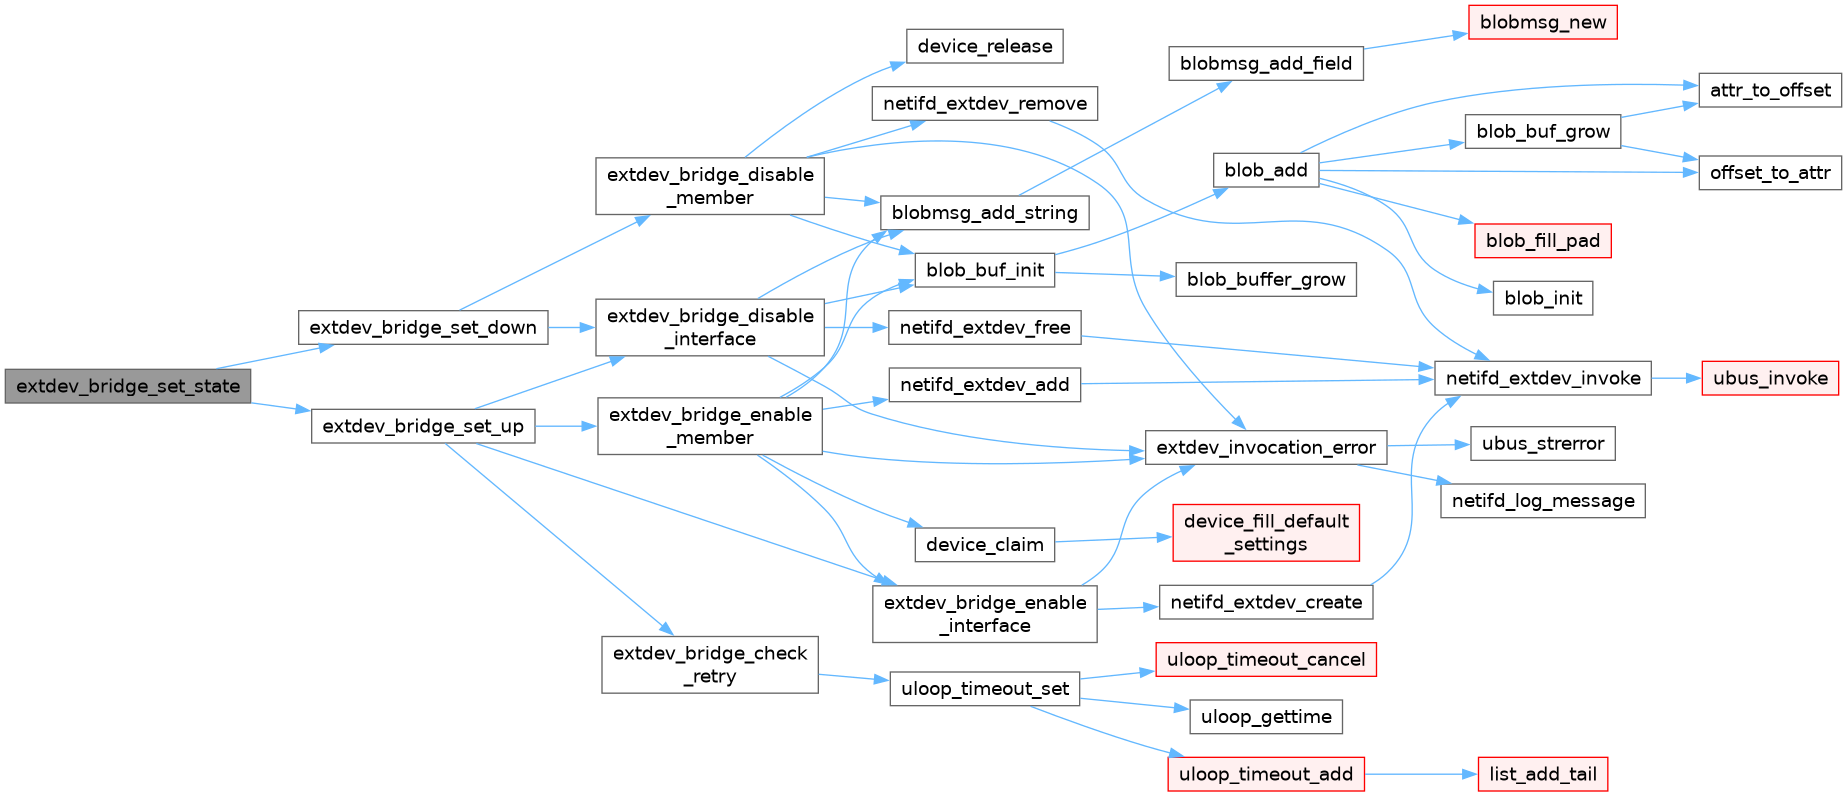 extdev_bridge_set_state
extdev_bridge_set_down
extdev_bridge_set_up
extdev_bridge_disable
_member
extdev_bridge_disable
_interface
extdev_bridge_enable
_member
extdev_bridge_check
_retry
device_release
netifd_extdev_remove
blobmsg_add_string
blob_buf_init
netifd_extdev_free
netifd_extdev_add
device_claim
extdev_bridge_enable
_interface
uloop_timeout_set
blobmsg_add_field
blob_add
blob_buffer_grow
extdev_invocation_error
device_fill_default
_settings
netifd_extdev_create
uloop_timeout_cancel
uloop_gettime
uloop_timeout_add
blobmsg_new
blob_buf_grow
blob_fill_pad
blob_init
netifd_extdev_invoke
ubus_strerror
netifd_log_message
list_add_tail
attr_to_offset
offset_to_attr
ubus_invoke